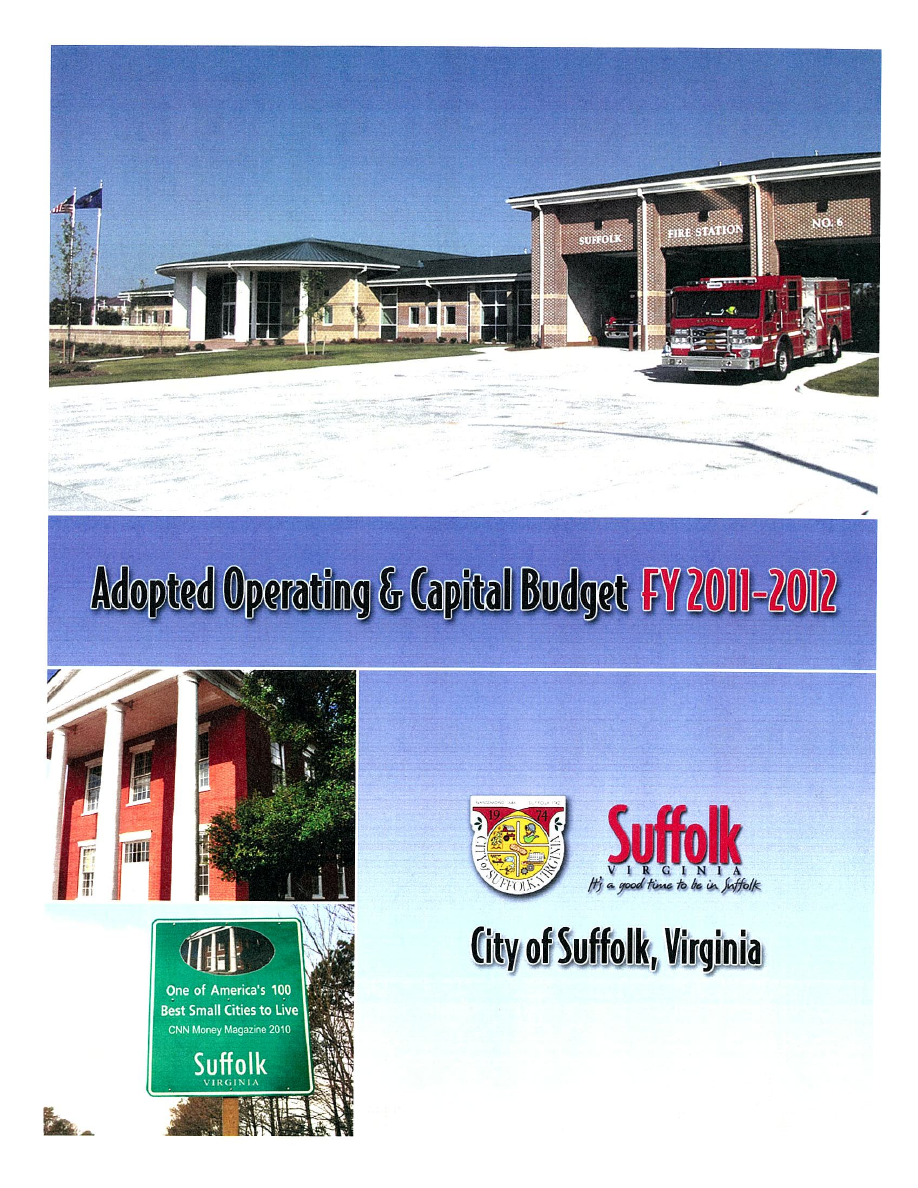 SUFFOLK
FIRE STATION
NO. 6
Adopted Operating & Capital Budget FY 2011-2012
19 74
CITY of SUFFOLK, VIRGINIA
Suffolk
VIRGINIA
It's a good time to be in Suffolk
City of Suffolk, Virginia
One of America's 100
Best Small Cities to Live
CNN Money Magazine 2010
Suffolk
VIRGINIA